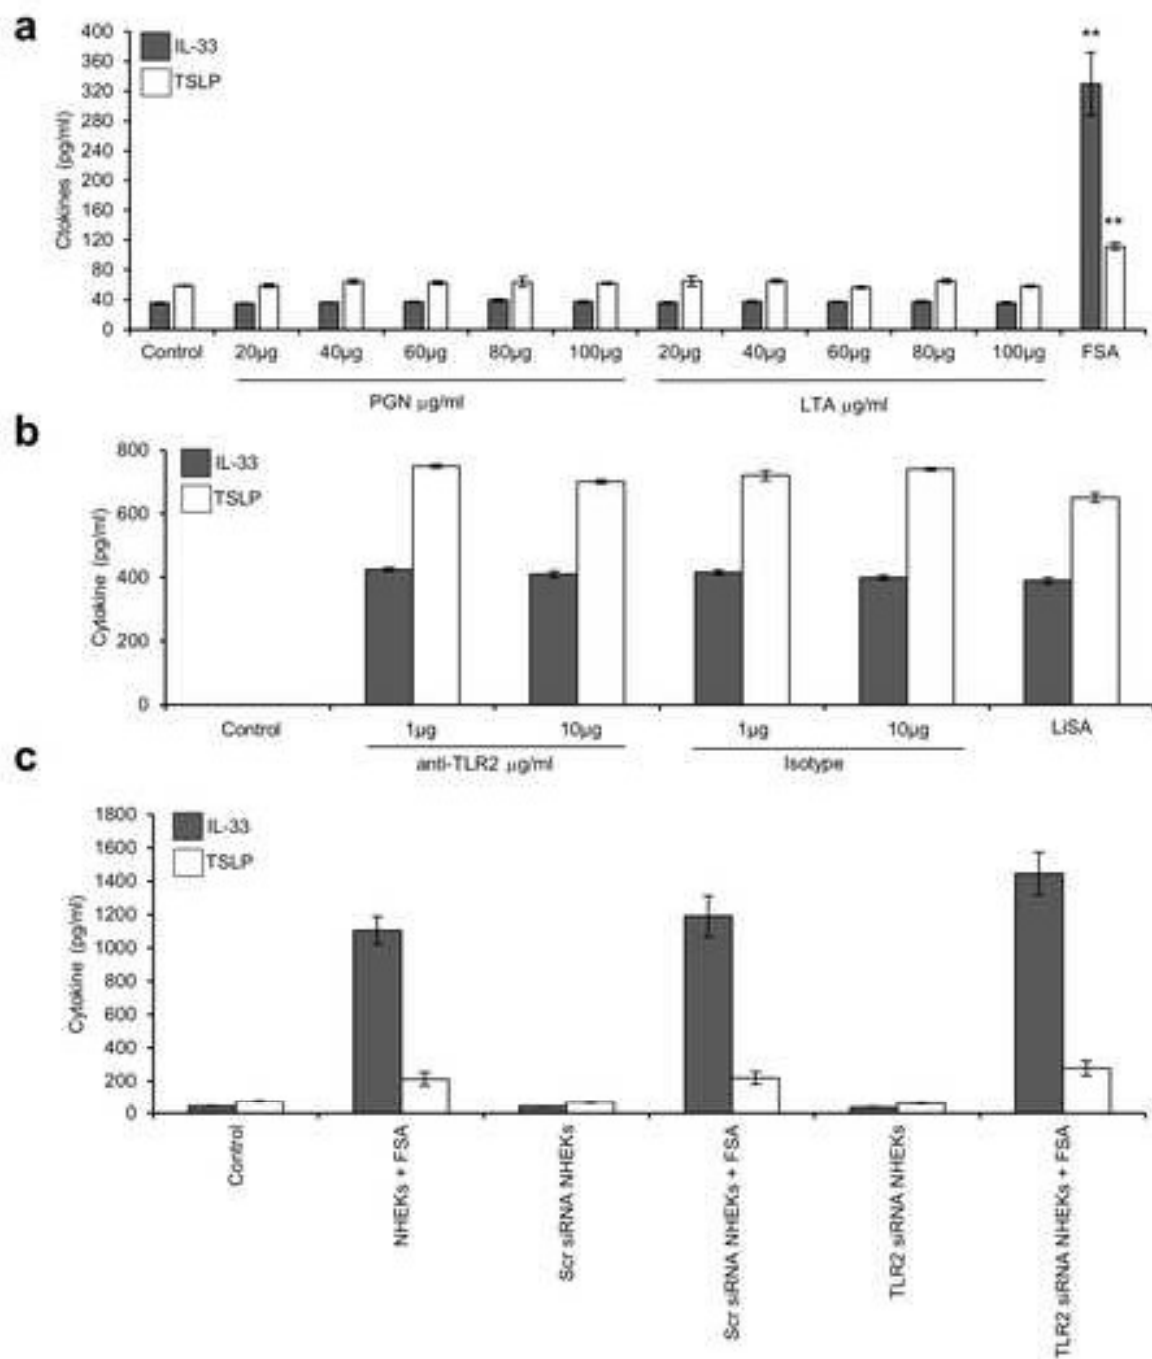 a
400
360
320
280
240
200
160
120
80
40
0
Ctokines (pg/ml)
IL-33
TSLP
**
**
Control 20µg 40µg 60µg 80µg 100µg 20µg 40µg 60µg 80µg 100µg FSA
PGN µg/ml LTA µg/ml
b
800
600
400
200
0
Cytokine (pg/ml)
IL-33
TSLP
Control 1µg 10µg 1µg 10µg LiSA
anti-TLR2 µg/ml Isotype
c
1800
1600
1400
1200
1000
800
600
400
200
0
Cytokine (pg/ml)
IL-33
TSLP
Control
NHEKs + FSA
Scr siRNA NHEKs
Scr siRNA NHEKs + FSA
TLR2 siRNA NHEKs
TLR2 siRNA NHEKs + FSA